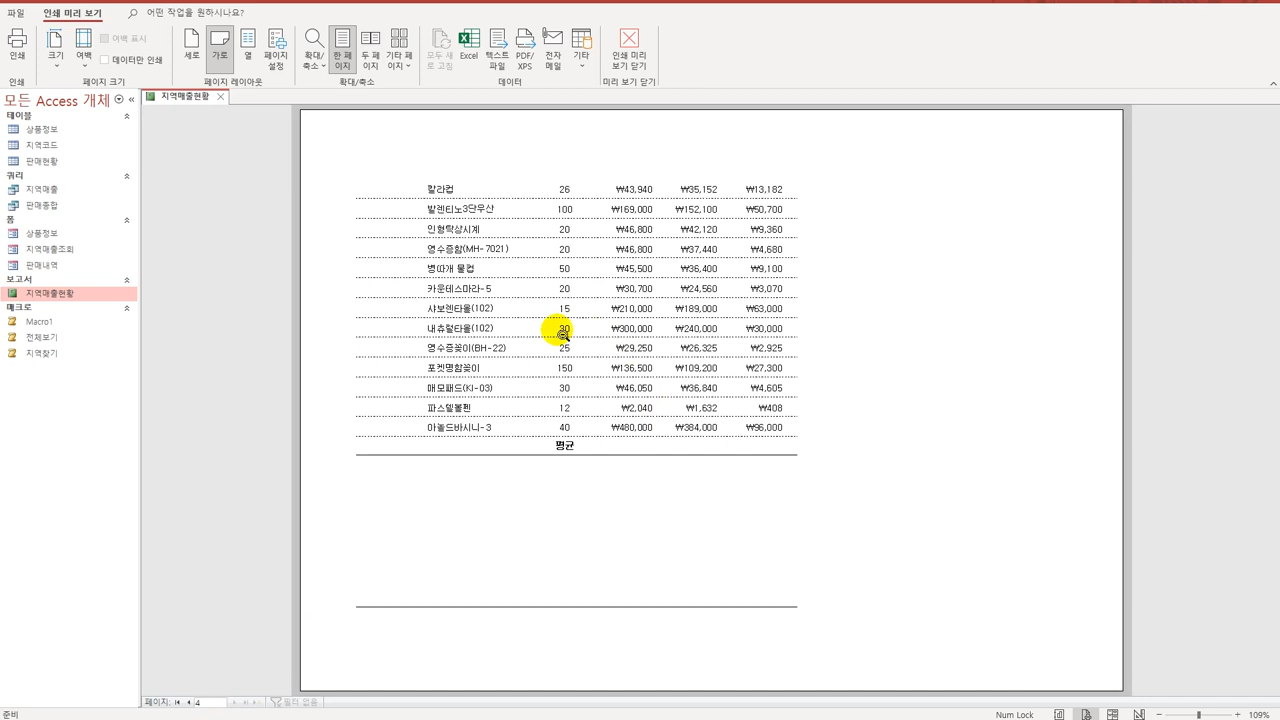 파일 인쇄 미리 보기 어떤 작업을 원하시나요?
인쇄
크기
여백
여백 표시
데이터만 인쇄
세로
가로
열
페이지 설정
확대/축소
한 페이지
두 페이지
기타 페이지
모두 새로 고침
Excel
텍스트 파일
PDF/XPS
전자 메일
기타
인쇄 미리 보기 닫기
인쇄 페이지 크기 페이지 레이아웃 확대/축소 데이터 미리 보기 닫기
모든 Access 개체
지역매출현황
테이블
상품정보
지역코드
판매현황
쿼리
지역매출
판매종합
폼
상품정보
지역매출조회
판매내역
보고서
지역매출현황
매크로
Macro1
전체보기
지역찾기
칼라컵 26 ₩43,940 ₩35,152 ₩13,182
발렌티노3단우산 100 ₩169,000 ₩152,100 ₩50,700
인형탁상시계 20 ₩46,800 ₩42,120 ₩9,360
영수증함(MH-7021) 20 ₩46,800 ₩37,440 ₩4,680
병따개 물컵 50 ₩45,500 ₩36,400 ₩9,100
카운테스마라-5 20 ₩30,700 ₩24,560 ₩3,070
샤보렌타올(102) 15 ₩210,000 ₩189,000 ₩63,000
내츄럴타올(102) 30 ₩300,000 ₩240,000 ₩30,000
영수증꽂이(BH-22) 25 ₩29,250 ₩26,325 ₩2,925
포켓명함꽂이 150 ₩136,500 ₩109,200 ₩27,300
메모패드(KI-03) 30 ₩46,050 ₩36,840 ₩4,605
파스텔볼펜 12 ₩2,040 ₩1,632 ₩408
아놀드바시니-3 40 ₩480,000 ₩384,000 ₩96,000
평균
페이지: 4 필터 없음
준비 Num Lock 109%